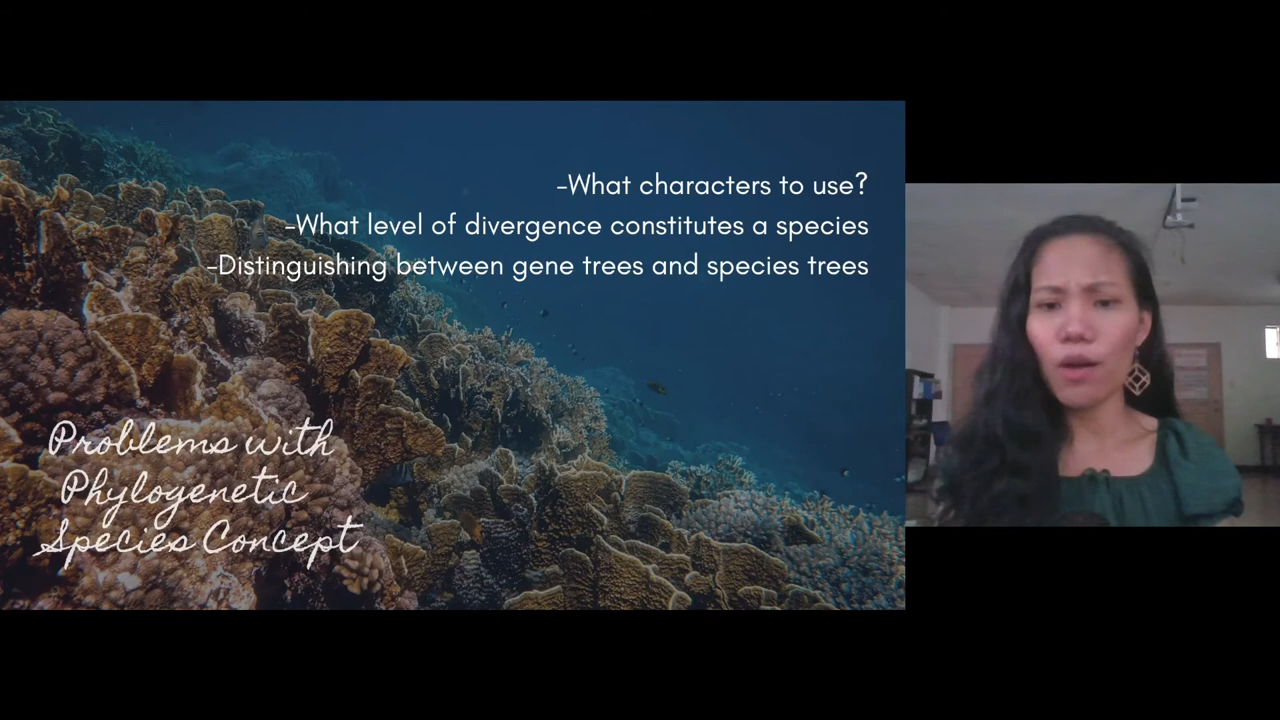 -What characters to use?
-What level of divergence constitutes a species
-Distinguishing between gene trees and species trees
Problems with
Phylogenetic
Species Concept